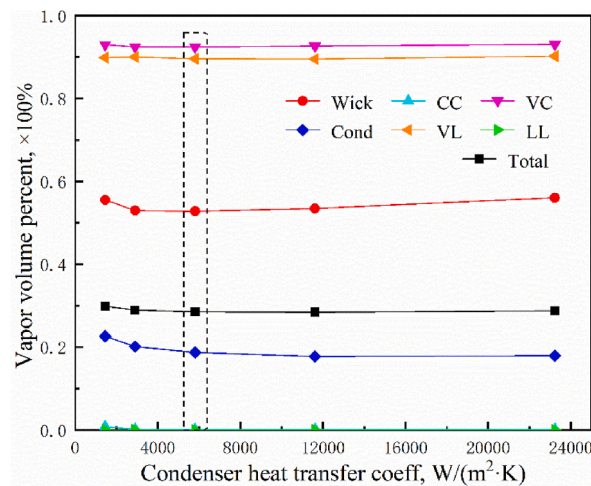 Vapor volume percent, ×100%
1.0
0.8
0.6
0.4
0.2
0.0
Wick CC VC
Cond VL LL
Total
0 4000 8000 12000 16000 20000 24000
Condenser heat transfer coeff, W/(m²·K)